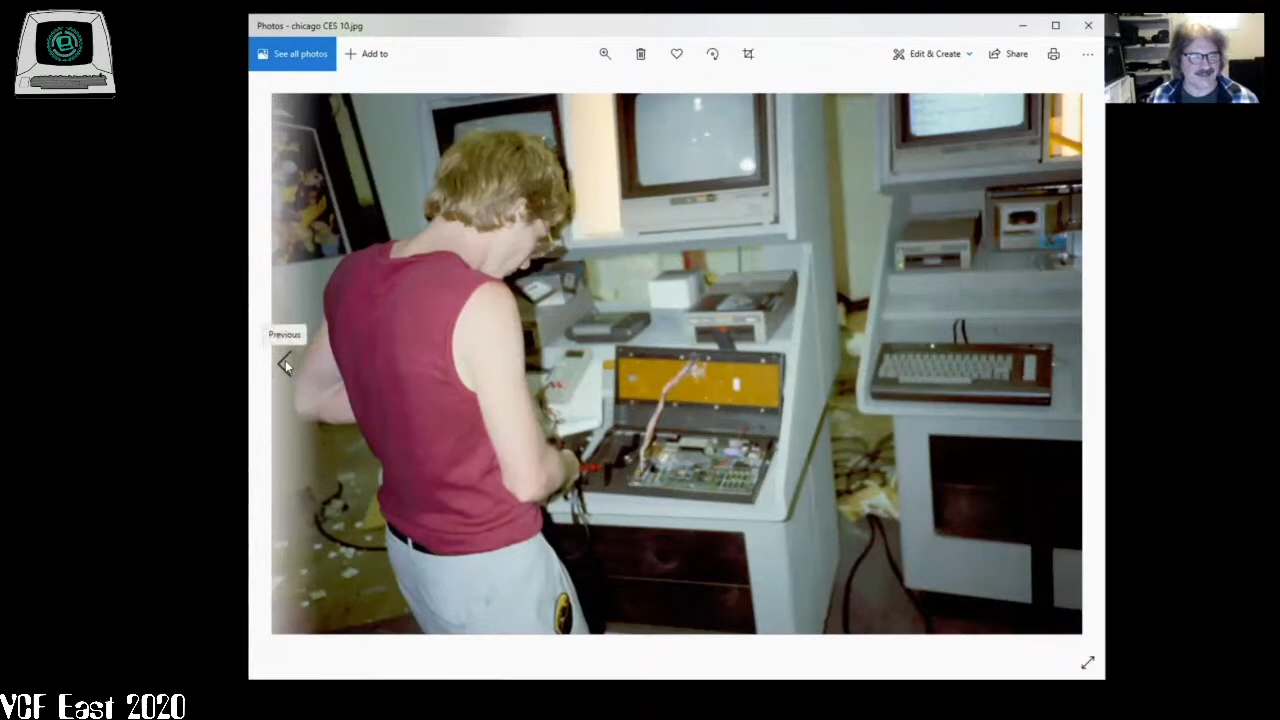 Photos - chicago CES 10.jpg
See all photos
Add to
Edit & Create
Share
Previous
VCF East 2020